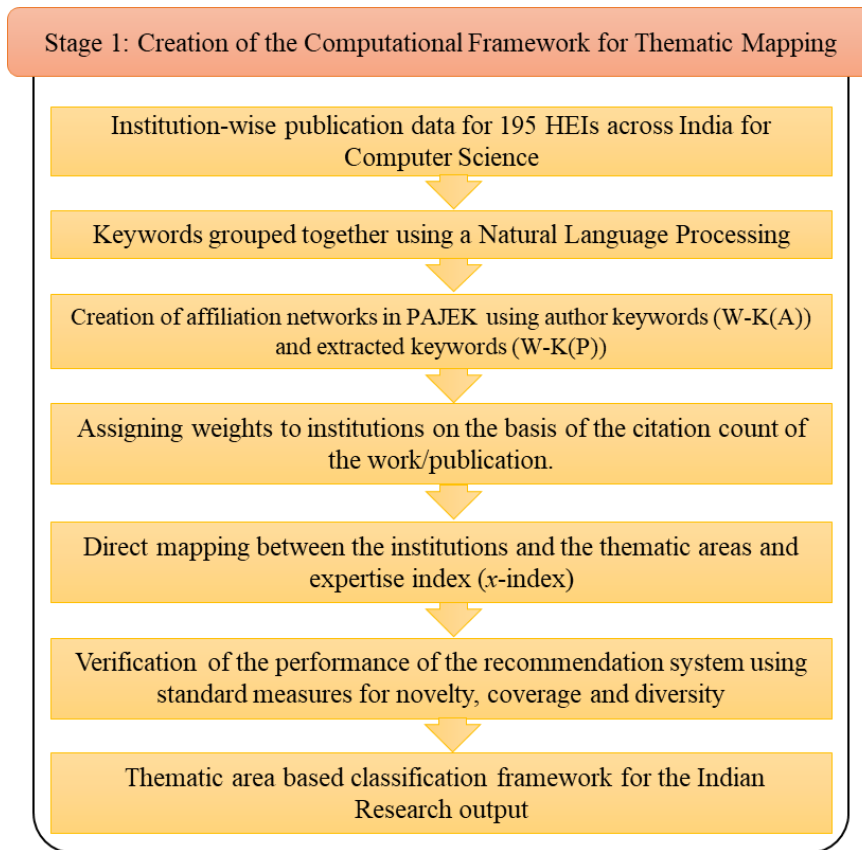 Stage 1: Creation of the Computational Framework for Thematic Mapping
Institution-wise publication data for 195 HEIs across India for
Computer Science
Keywords grouped together using a Natural Language Processing
Creation of affiliation networks in PAJEK using author keywords (W-K(A))
and extracted keywords (W-K(P))
Assigning weights to institutions on the basis of the citation count of
the work/publication.
Direct mapping between the institutions and the thematic areas and
expertise index (x-index)
Verification of the performance of the recommendation system using
standard measures for novelty, coverage and diversity
Thematic area based classification framework for the Indian
Research output